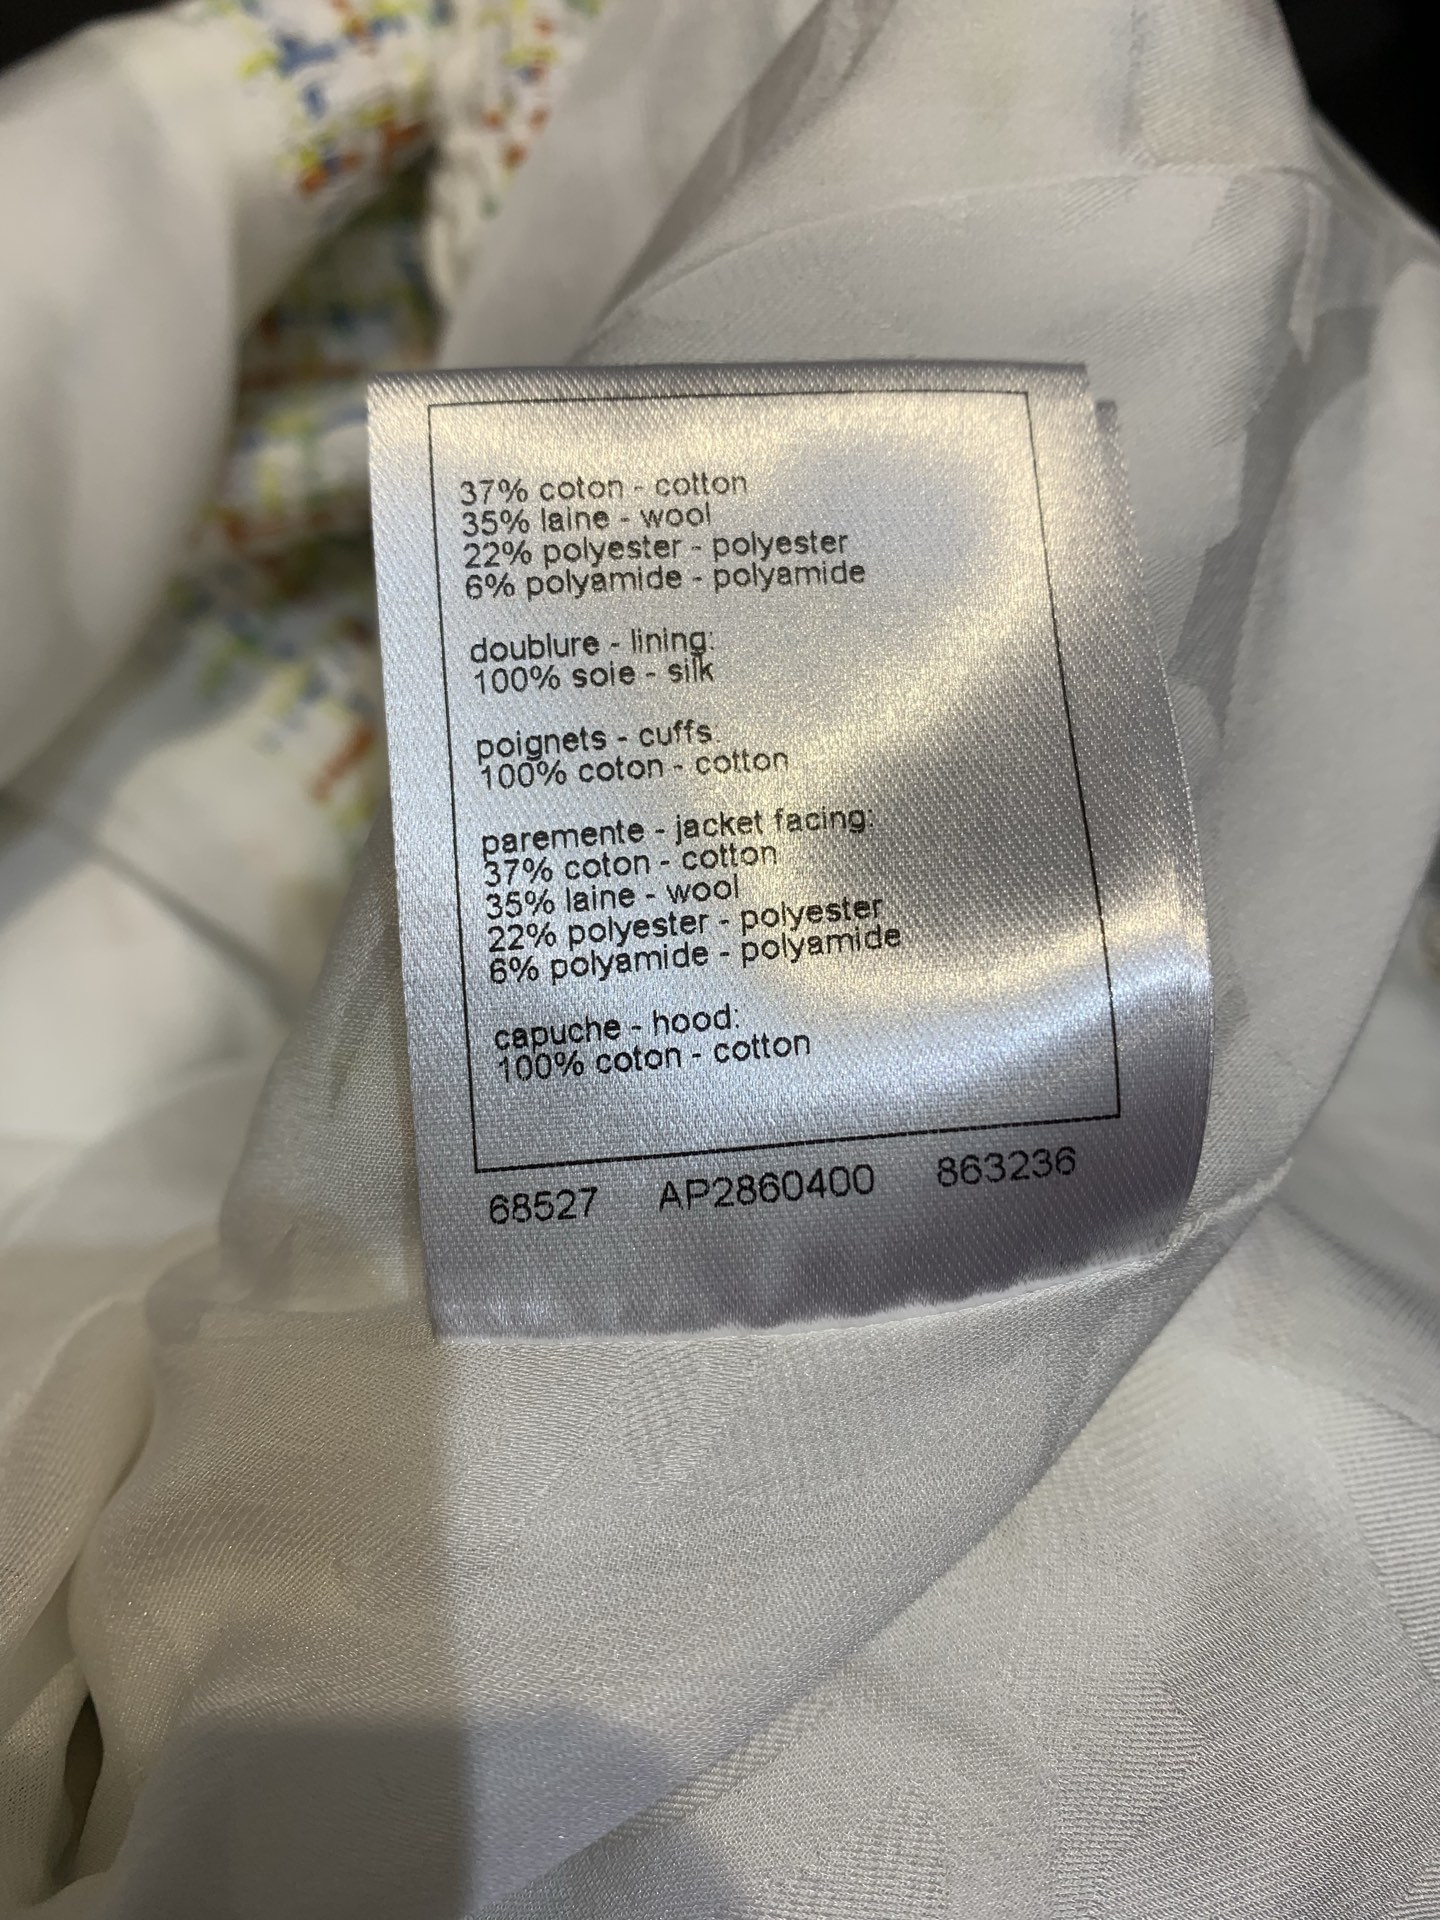 37% coton - cotton
35% laine - wool
22% polyester - polyester
6% polyamide - polyamide
doublure - lining:
100% soie - silk
poignets - cuffs:
100% coton - cotton
paremente - jacket facing:
37% coton - cotton
35% laine - wool
22% polyester - polyester
6% polyamide - polyamide
capuche - hood:
100% coton - cotton
68527 AP2860400 863236